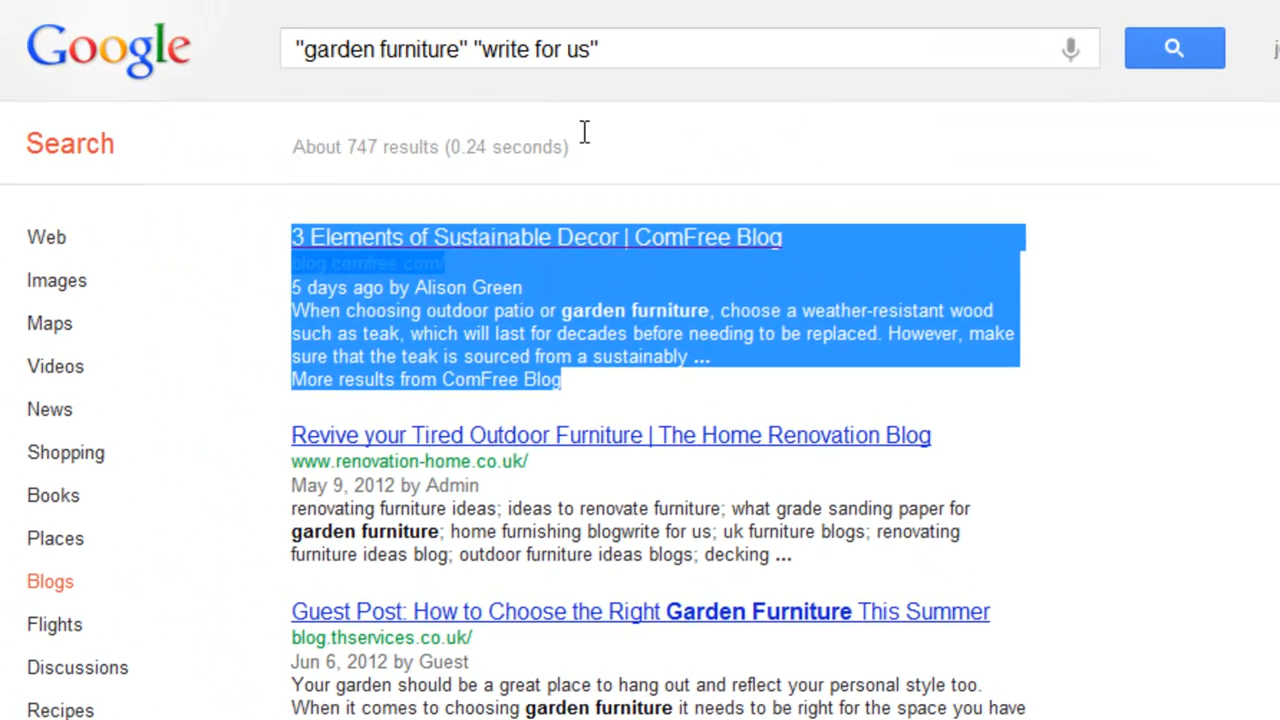 Google
"garden furniture" "write for us"
Search
About 747 results (0.24 seconds)
Web
Images
Maps
Videos
News
Shopping
Books
Places
Blogs
Flights
Discussions
Recipes
3 Elements of Sustainable Decor | ComFree Blog
blog.comfree.com/
5 days ago by Alison Green
When choosing outdoor patio or garden furniture, choose a weather-resistant wood
such as teak, which will last for decades before needing to be replaced. However, make
sure that the teak is sourced from a sustainably ...
More results from ComFree Blog
Revive your Tired Outdoor Furniture | The Home Renovation Blog
www.renovation-home.co.uk/
May 9, 2012 by Admin
renovating furniture ideas; ideas to renovate furniture; what grade sanding paper for
garden furniture; home furnishing blogwrite for us; uk furniture blogs; renovating
furniture ideas blog; outdoor furniture ideas blogs; decking ...
Guest Post: How to Choose the Right Garden Furniture This Summer
blog.thservices.co.uk/
Jun 6, 2012 by Guest
Your garden should be a great place to hang out and reflect your personal style too.
When it comes to choosing garden furniture it needs to be right for the space you have